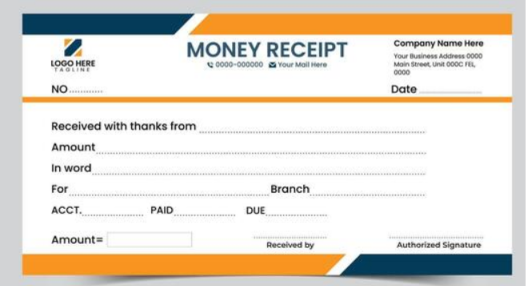 LOGO HERE
TAGLINE
MONEY RECEIPT
0000-000000 Your Mail Here
Company Name Here
Your Business Address 0000
Main Street, Unit 000C FEL,
0000
NO............
Date
Received with thanks from
Amount
In word
For Branch
ACCT. PAID DUE
Amount=
Received by
Authorized Signature